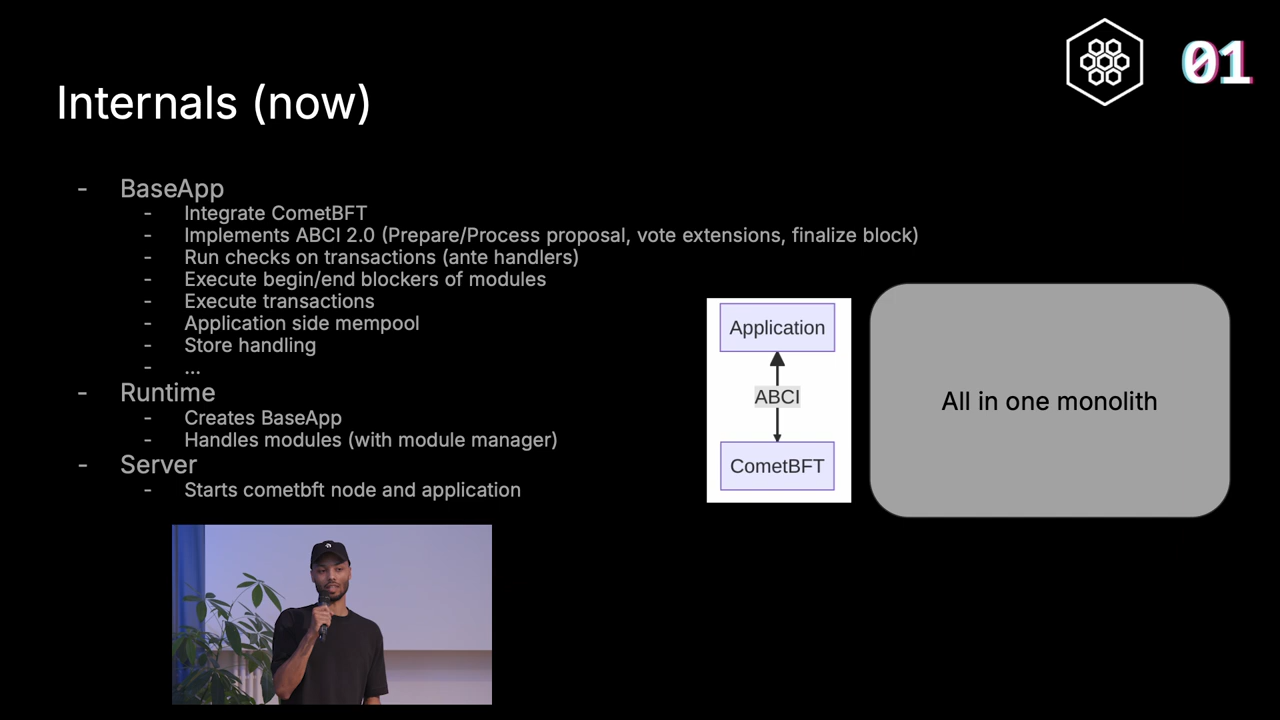 01
Internals (now)
- BaseApp
- Integrate CometBFT
- Implements ABCI 2.0 (Prepare/Process proposal, vote extensions, finalize block)
- Run checks on transactions (ante handlers)
- Execute begin/end blockers of modules
- Execute transactions
- Application side mempool
- Store handling
- ...
- Runtime
- Creates BaseApp
- Handles modules (with module manager)
- Server
- Starts cometbft node and application
Application
ABCI
CometBFT
All in one monolith